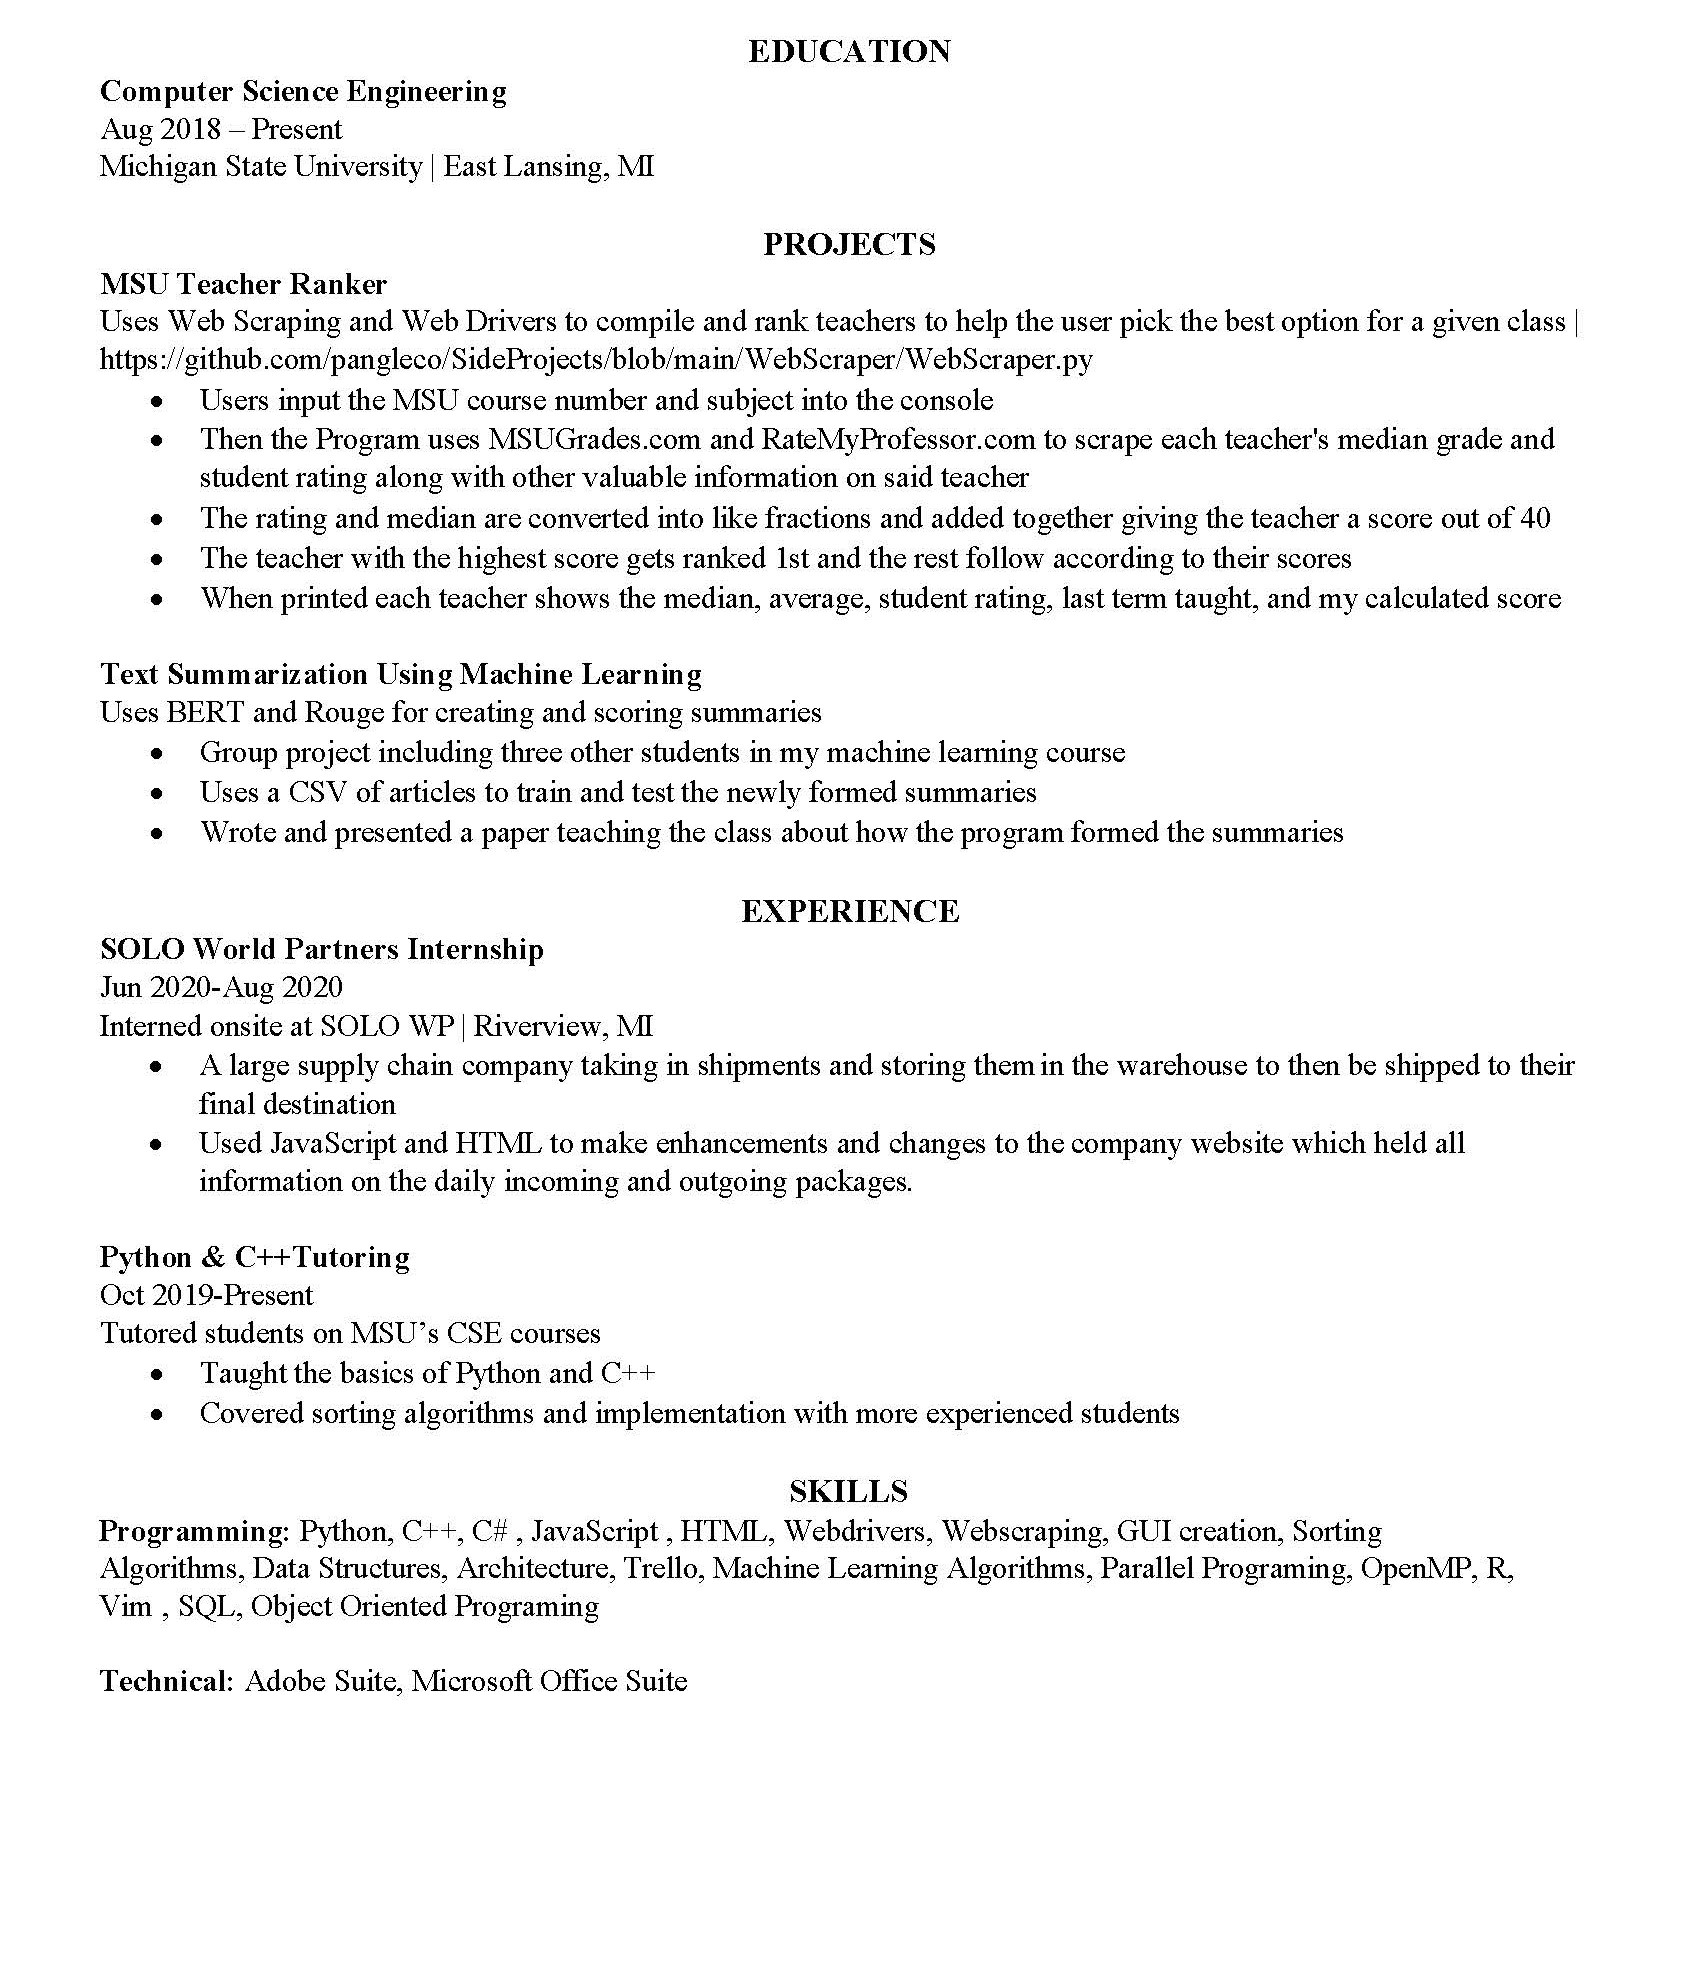 EDUCATION
Computer Science Engineering
Aug 2018 – Present
Michigan State University | East Lansing, MI
PROJECTS
MSU Teacher Ranker
Uses Web Scraping and Web Drivers to compile and rank teachers to help the user pick the best option for a given class |
https://github.com/pangleco/SideProjects/blob/main/WebScraper/WebScraper.py
• Users input the MSU course number and subject into the console
• Then the Program uses MSUGrades.com and RateMyProfessor.com to scrape each teacher's median grade and
student rating along with other valuable information on said teacher
• The rating and median are converted into like fractions and added together giving the teacher a score out of 40
• The teacher with the highest score gets ranked 1st and the rest follow according to their scores
• When printed each teacher shows the median, average, student rating, last term taught, and my calculated score
Text Summarization Using Machine Learning
Uses BERT and Rouge for creating and scoring summaries
• Group project including three other students in my machine learning course
• Uses a CSV of articles to train and test the newly formed summaries
• Wrote and presented a paper teaching the class about how the program formed the summaries
EXPERIENCE
SOLO World Partners Internship
Jun 2020-Aug 2020
Interned onsite at SOLO WP | Riverview, MI
• A large supply chain company taking in shipments and storing them in the warehouse to then be shipped to their
final destination
• Used JavaScript and HTML to make enhancements and changes to the company website which held all
information on the daily incoming and outgoing packages.
Python & C++Tutoring
Oct 2019-Present
Tutored students on MSU’s CSE courses
• Taught the basics of Python and C++
• Covered sorting algorithms and implementation with more experienced students
SKILLS
Programming: Python, C++, C# , JavaScript , HTML, Webdrivers, Webscraping, GUI creation, Sorting
Algorithms, Data Structures, Architecture, Trello, Machine Learning Algorithms, Parallel Programing, OpenMP, R,
Vim , SQL, Object Oriented Programing
Technical: Adobe Suite, Microsoft Office Suite